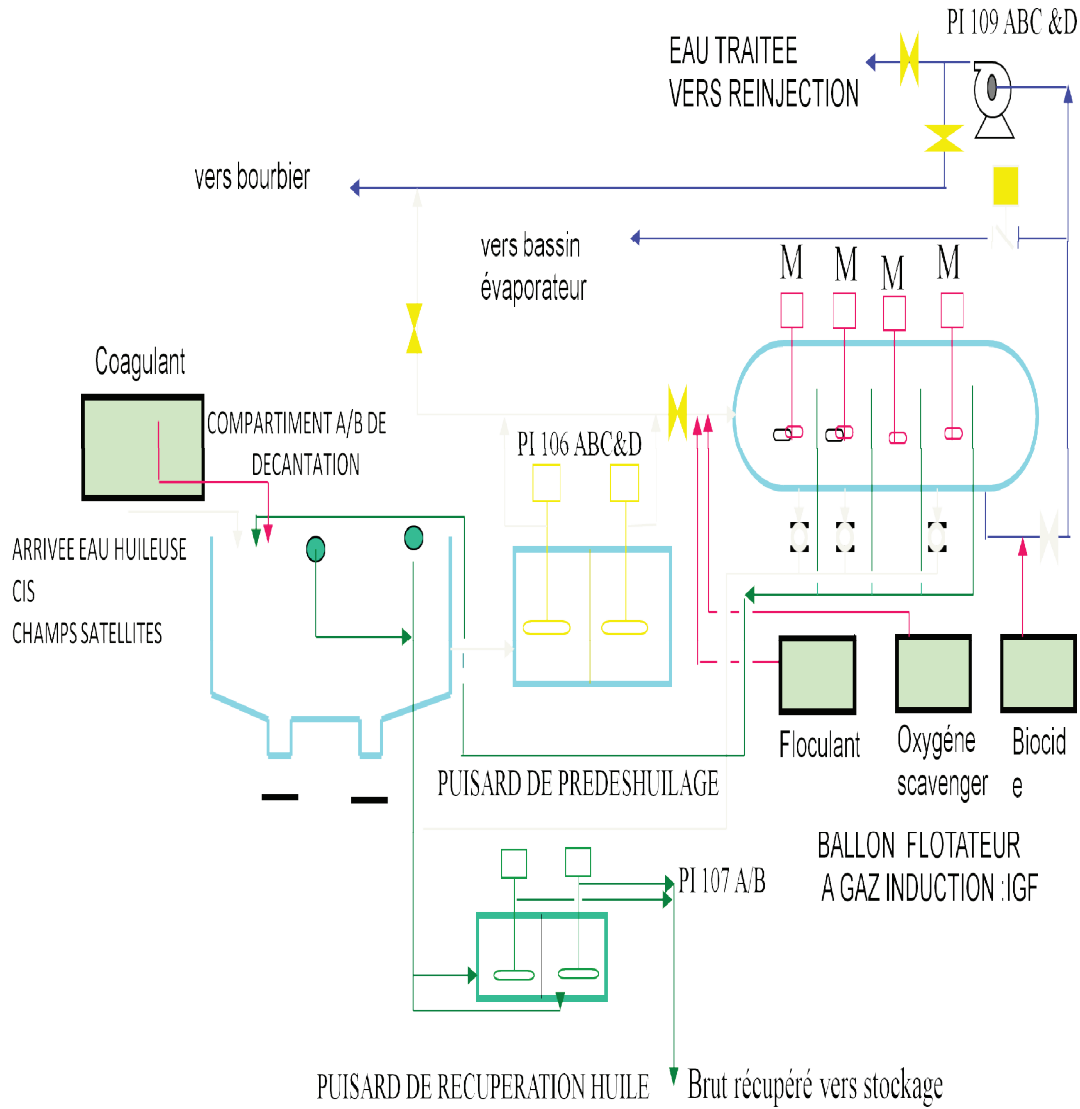 PI 109 ABC &D
EAU TRAITEE
VERS REINJECTION
vers bourbier
vers bassin
évaporateur
M
M
M
M
Coagulant
COMPARTIMENT A/B DE
DECANTATION
PI 106 ABC&D
ARRIVEE EAU HUILEUSE
CIS
CHAMPS SATELLITES
Floculant
Oxygéne
scavenger
Biocid
e
PUISARD DE PREDESHUILAGE
BALLON FLOTATEUR
A GAZ INDUCTION :IGF
PI 107 A/B
PUISARD DE RECUPERATION HUILE
Brut récupéré vers stockage